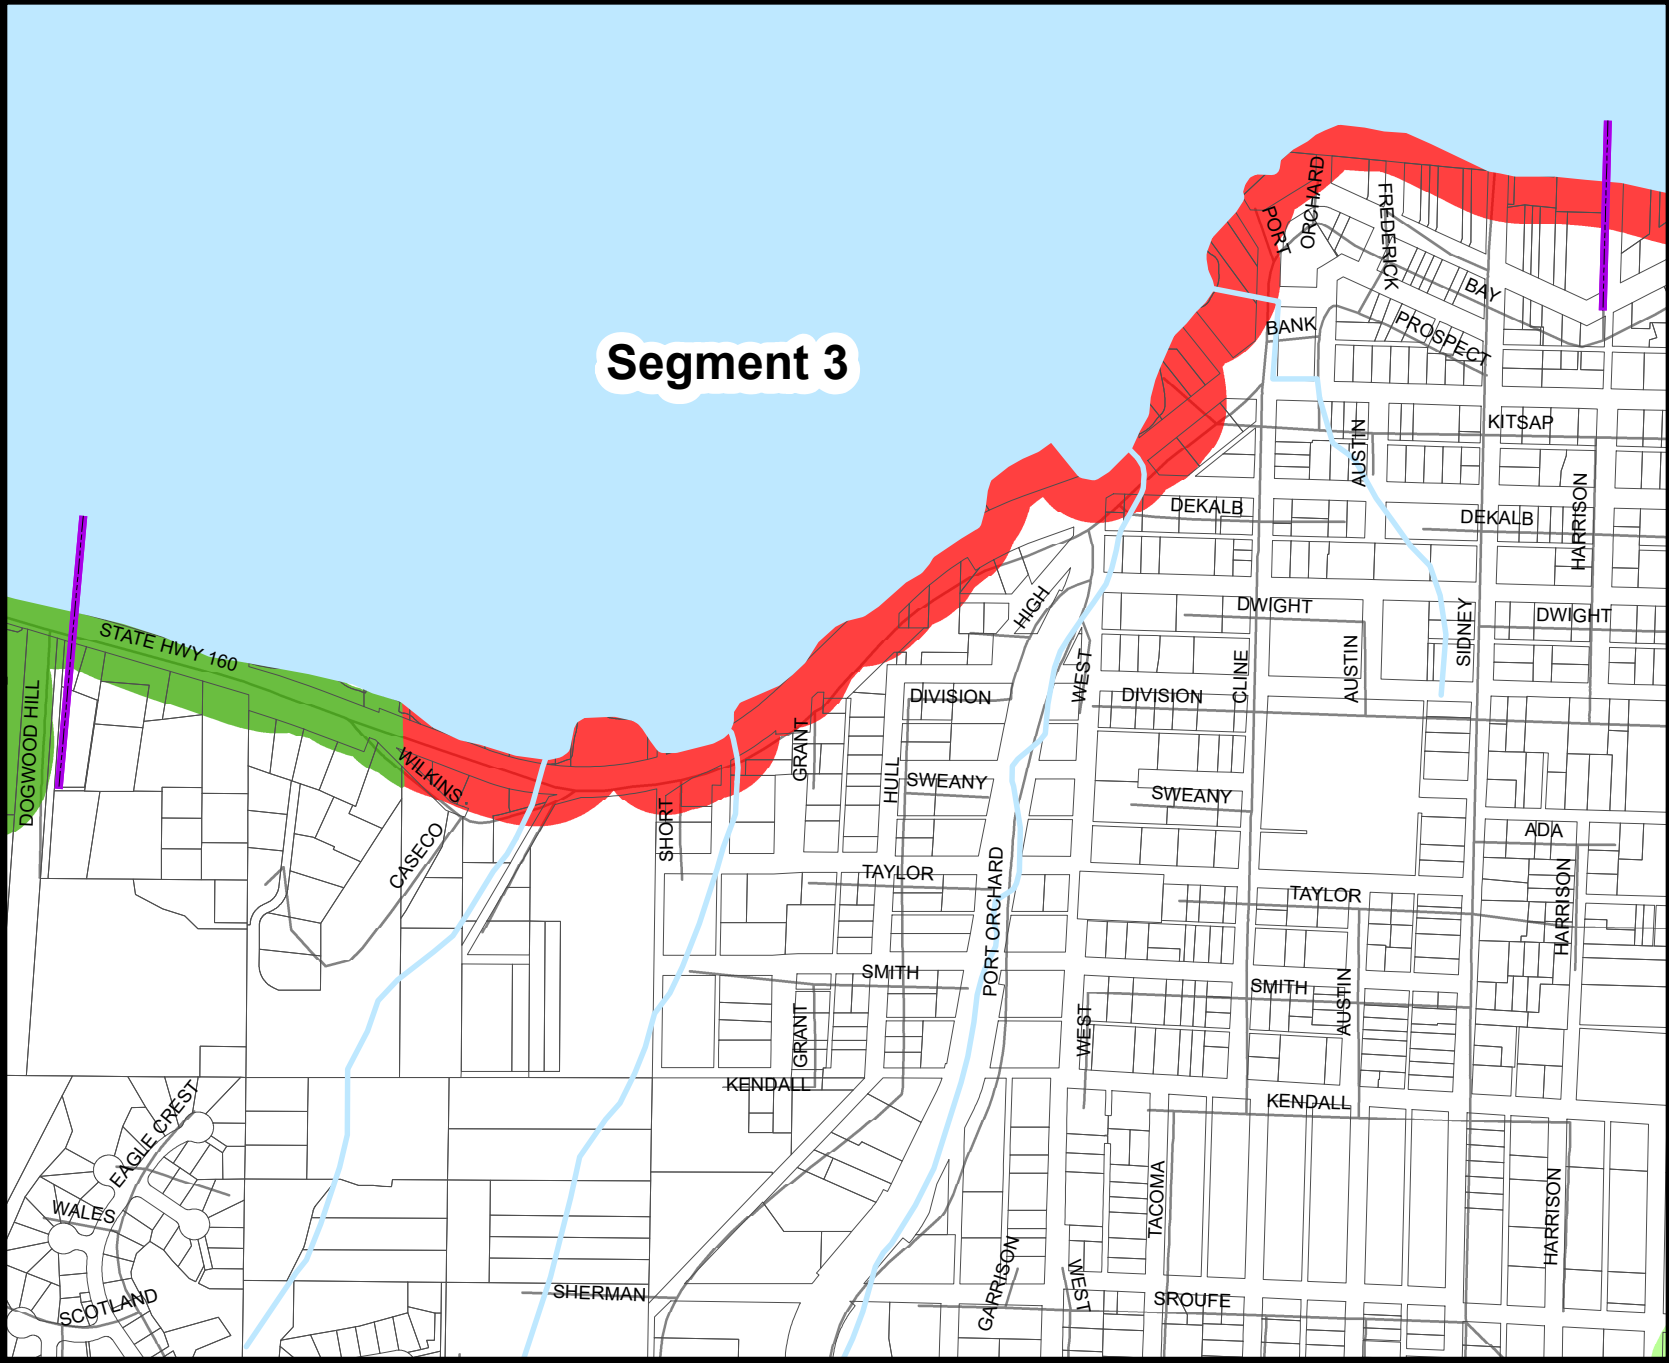 PORT
ORCHARD
FREDERICK
BAY
BANK
PROSPECT
Segment 3
KITSAP
AUSTIN
HARRISON
DEKALB
DEKALB
HIGH
DWIGHT
DWIGHT
SIDNEY
STATE HWY 160
DOGWOOD HILL
WEST
CLINE
AUSTIN
DIVISION
DIVISION
GRANT
HULL
WILKINS
SWEANY
SWEANY
SHORT
CASECO
ADA
TAYLOR
TAYLOR
PORT ORCHARD
HARRISON
SMITH
SMITH
GRANT
WEST
AUSTIN
KENDALL
KENDALL
EAGLE CREST
WALES
TACOMA
HARRISON
GARRISON
WEST
SHERMAN
SROUFE
SCOTLAND